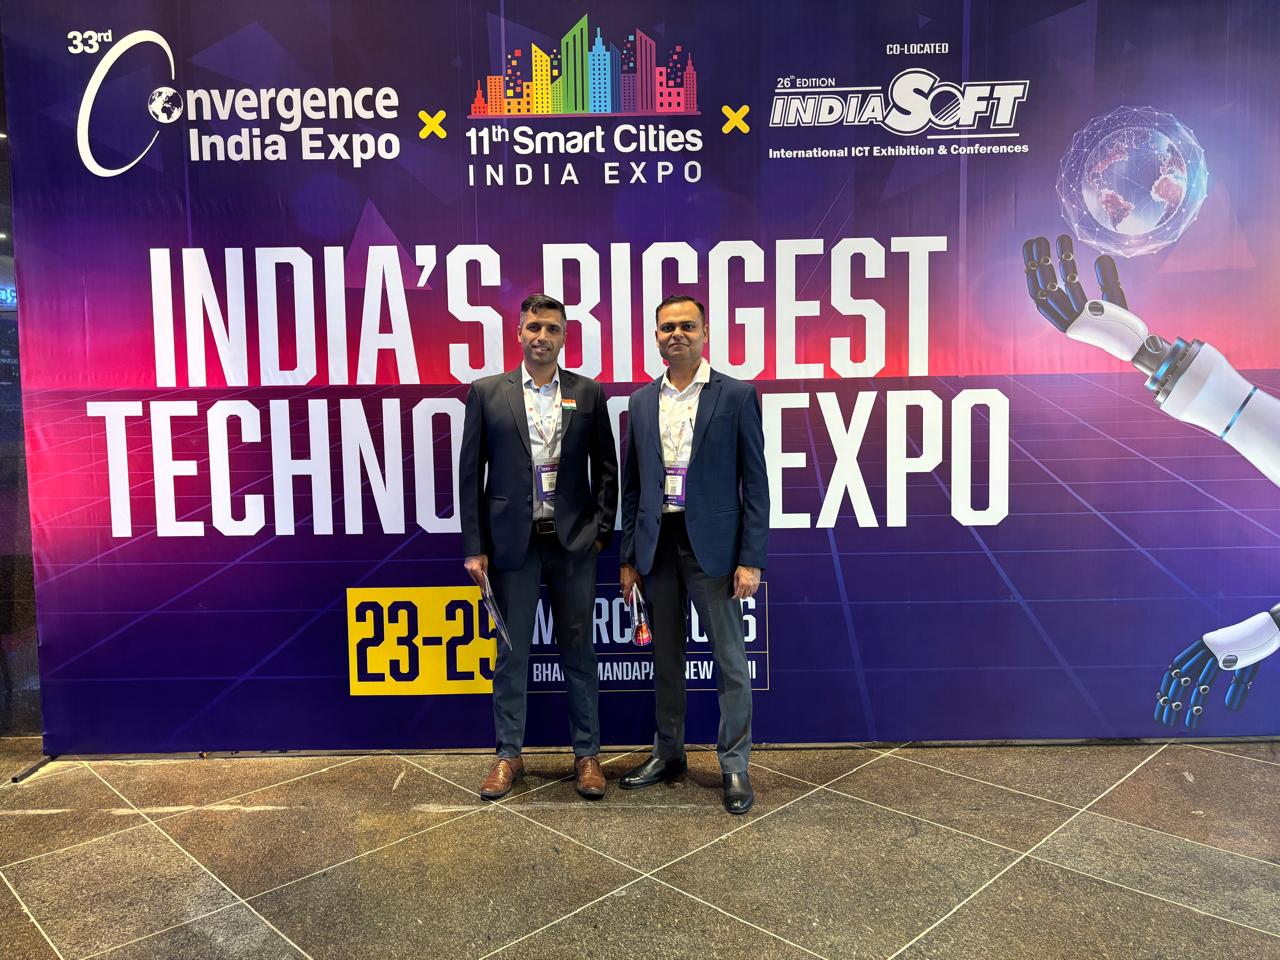 33rd
Convergence
India Expo
11th Smart Cities
INDIA EXPO
CO-LOCATED
26th EDITION
INDIASOFT
International ICT Exhibition & Conferences
INDIA'S BIGGEST
TECHNO EXPO
23-25